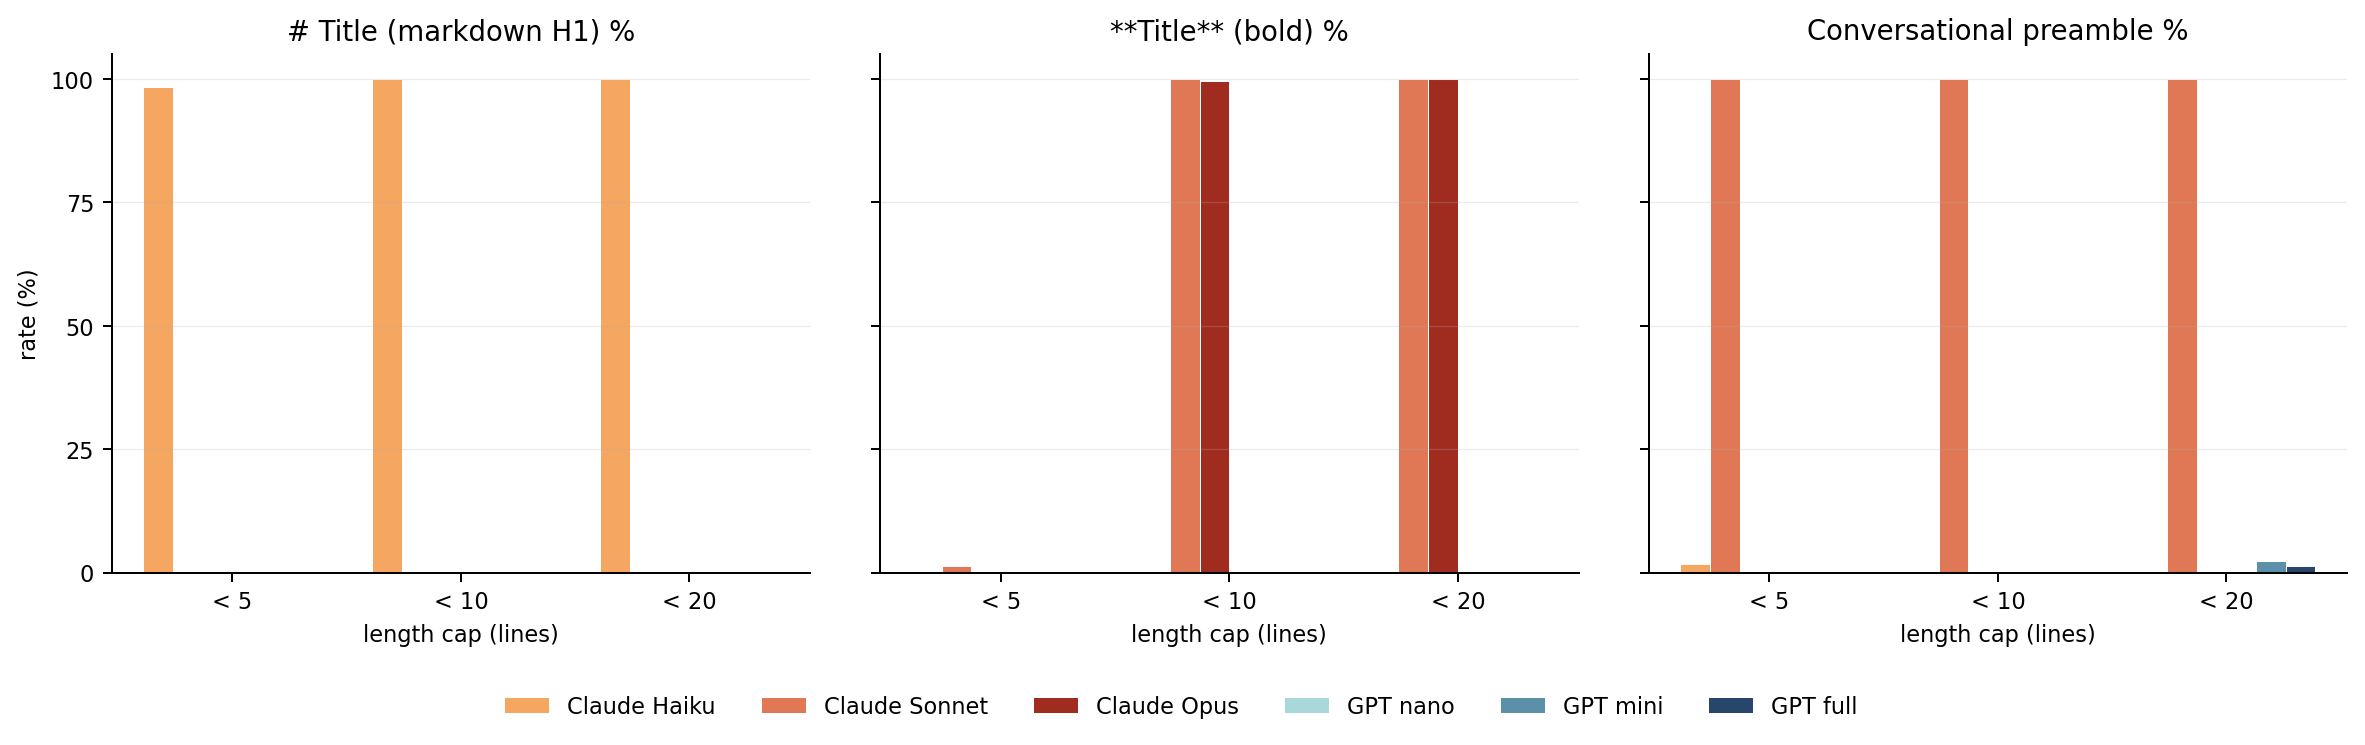 # Title (markdown H1) %
**Title** (bold) %
Conversational preamble %
rate (%)
100
75
50
25
0
< 5
< 10
< 20
length cap (lines)
< 5
< 10
< 20
length cap (lines)
< 5
< 10
< 20
length cap (lines)
Claude Haiku
Claude Sonnet
Claude Opus
GPT nano
GPT mini
GPT full